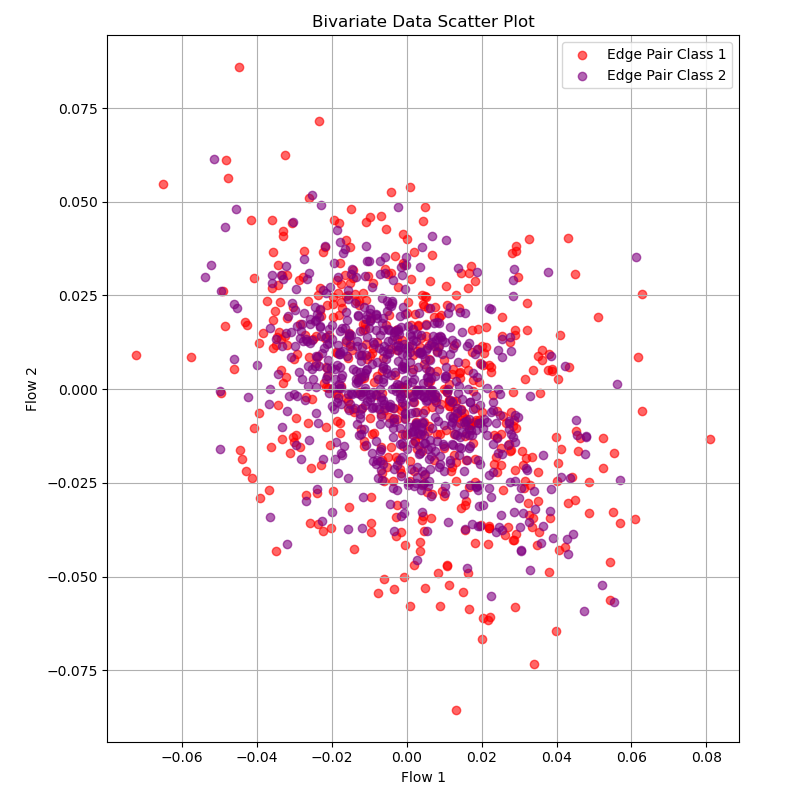 Bivariate Data Scatter Plot
Edge Pair Class 1
Edge Pair Class 2
0.075
0.050
0.025
0.000
−0.025
−0.050
−0.075
Flow 2
−0.06 −0.04 −0.02 0.00 0.02 0.04 0.06 0.08
Flow 1